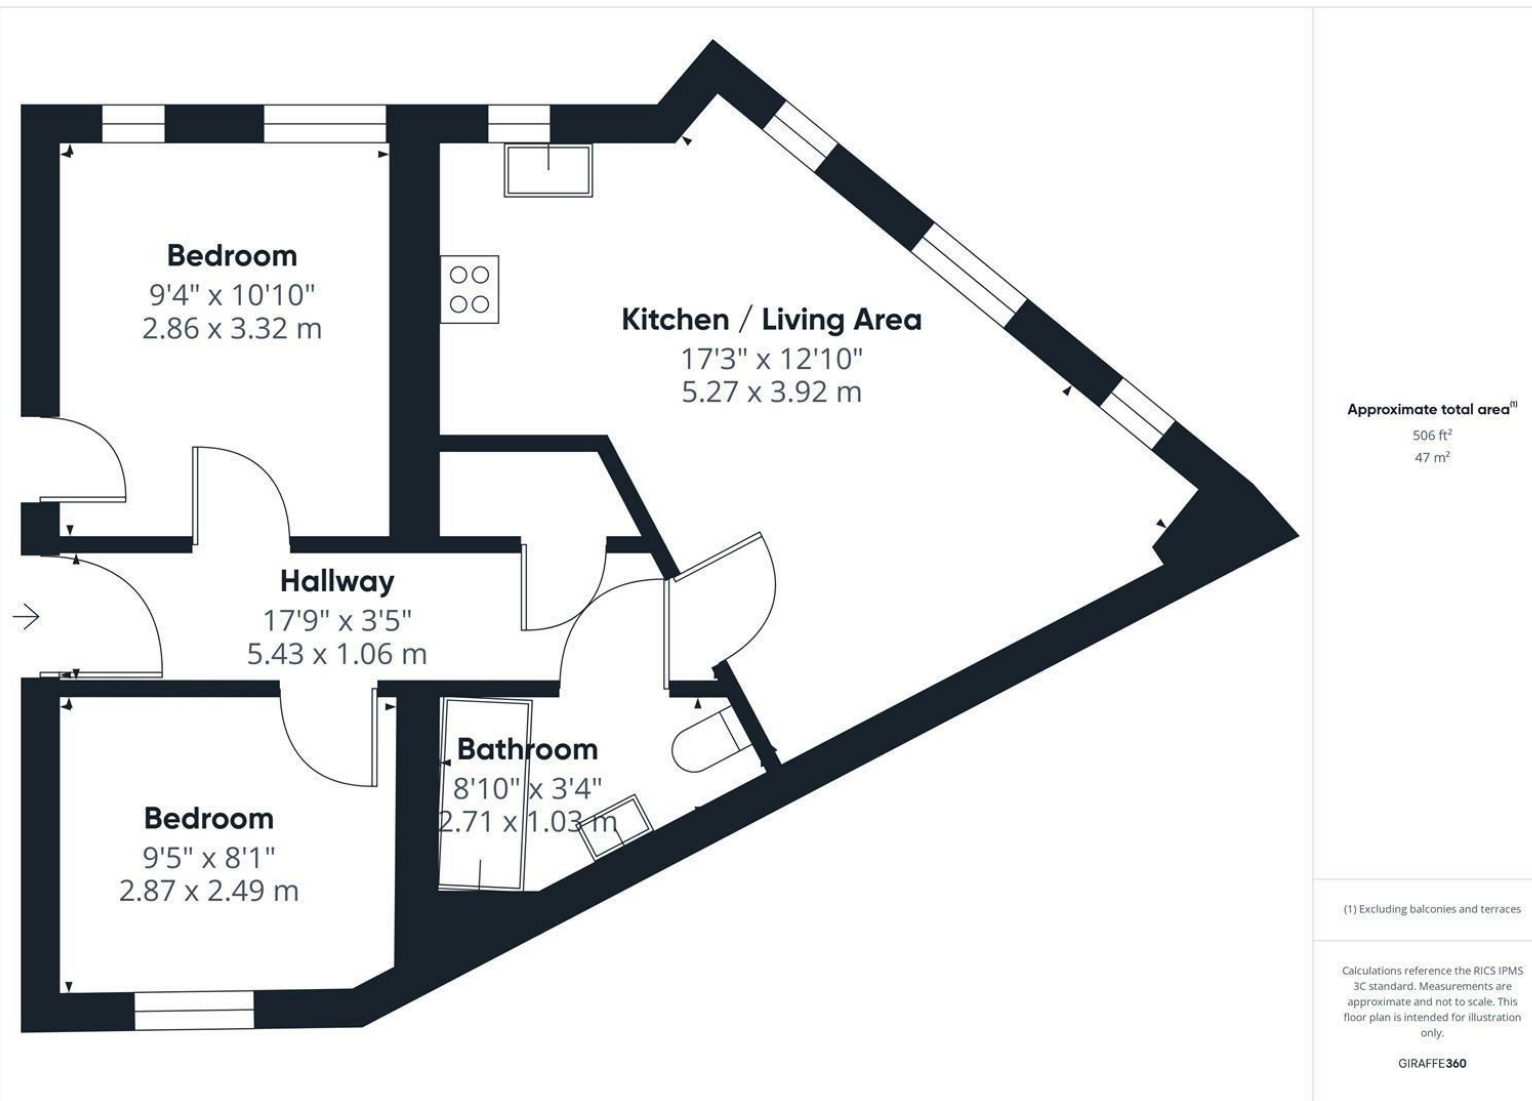 Bedroom
9'4" x 10'10"
2.86 x 3.32 m
Kitchen / Living Area
17'3" x 12'10"
5.27 x 3.92 m
Hallway
17'9" x 3'5"
5.43 x 1.06 m
Bathroom
8'10" x 3'4"
2.71 x 1.03 m
Bedroom
9'5" x 8'1"
2.87 x 2.49 m
Approximate total area(1)
506 ft²
47 m²
(1) Excluding balconies and terraces
Calculations reference the RICS IPMS
3C standard. Measurements are
approximate and not to scale. This
floor plan is intended for illustration
only.
GIRAFFE360